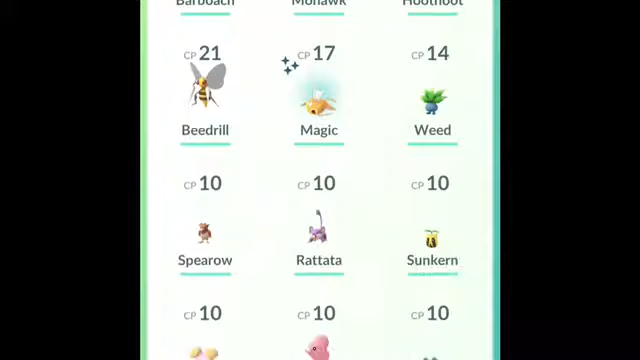 Barboach Mohawk Hoothoot
CP 21 CP 17 CP 14
Beedrill Magic Weed
CP 10 CP 10 CP 10
Spearow Rattata Sunkern
CP 10 CP 10 CP 10